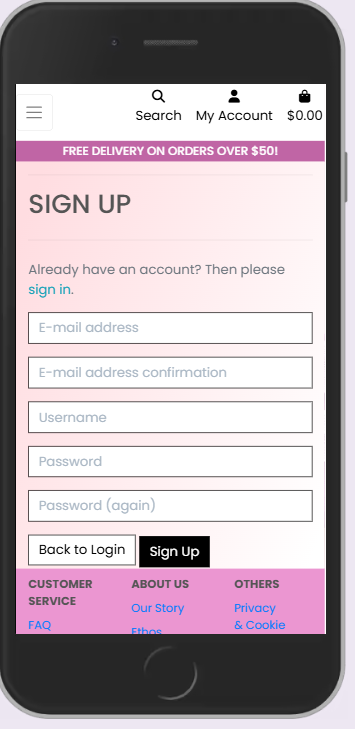 Search My Account $0.00
FREE DELIVERY ON ORDERS OVER $50!
SIGN UP
Already have an account? Then please
sign in.
E-mail address
E-mail address confirmation
Username
Password
Password (again)
Back to Login Sign Up
CUSTOMER
SERVICE
FAQ
ABOUT US
Our Story
Ethos
OTHERS
Privacy
& Cookie